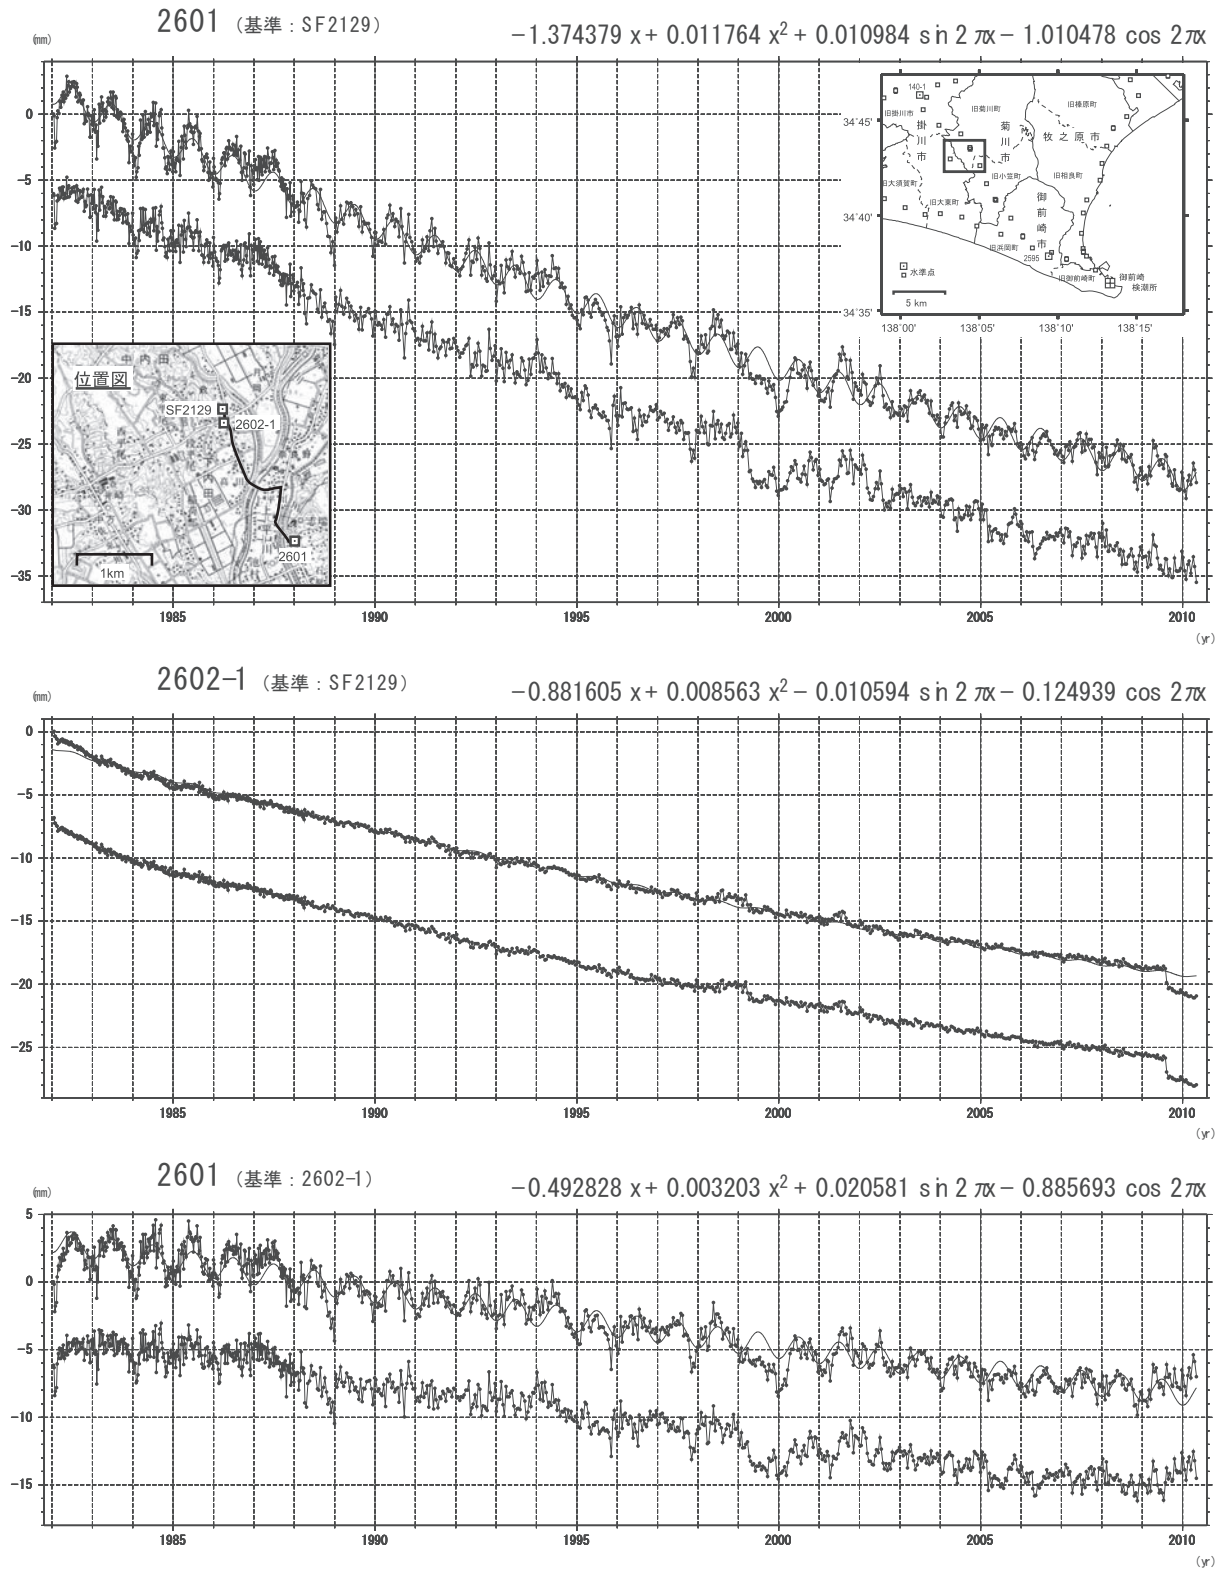 2601 (基準:SF2129)
−1.374379 x + 0.011764 x² + 0.010984 sin 2πx − 1.010478 cos 2πx
(mm)
0
−5
−10
−15
−20
−25
−30
−35
1985 1990 1995 2000 2005 2010
(yr)
34°45'
34°40'
34°35'
138°00' 138°05' 138°10' 138°15'
140-1
旧掛川市
掛川市
旧菊川町
菊川市
旧榛原町
牧之原市
旧大須賀町
旧小笠町
旧相良町
旧大東町
御前崎市
旧浜岡町
2595
旧御前崎町
御前崎
検潮所
水準点
5 km
位置図
SF2129
2602-1
2601
1km
2602−1 (基準:SF2129)
−0.881605 x + 0.008563 x² − 0.010594 sin 2πx − 0.124939 cos 2πx
(mm)
0
−5
−10
−15
−20
−25
1985 1990 1995 2000 2005 2010
(yr)
2601 (基準:2602−1)
−0.492828 x + 0.003203 x² + 0.020581 sin 2πx − 0.885693 cos 2πx
(mm)
5
0
−5
−10
−15
1985 1990 1995 2000 2005 2010
(yr)